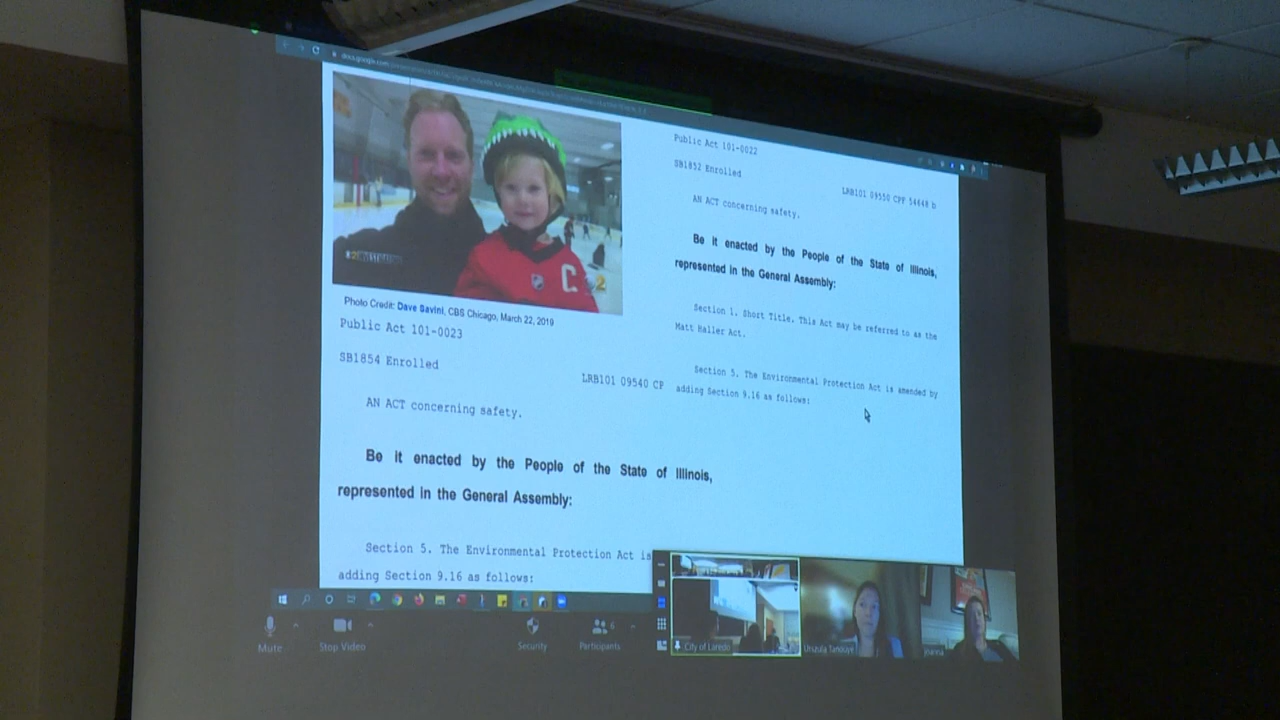 docs.google.com
Photo Credit: Dave Savini, CBS Chicago, March 22, 2019
Public Act 101-0023
SB1854 Enrolled
LRB101 09540 CP
AN ACT concerning safety.
Be it enacted by the People of the State of Illinois,
represented in the General Assembly:
Section 5. The Environmental Protection Act is
adding Section 9.16 as follows:
Public Act 101-0022
SB1852 Enrolled
LRB101 09550 CPF 54648 b
AN ACT concerning safety.
Be it enacted by the People of the State of Illinois,
represented in the General Assembly:
Section 1. Short Title. This Act may be referred to as the
Matt Haller Act.
Section 5. The Environmental Protection Act is amended by
adding Section 9.16 as follows:
C
2
Mute
Stop Video
Security
Participants
6
City of Laredo
Joanna